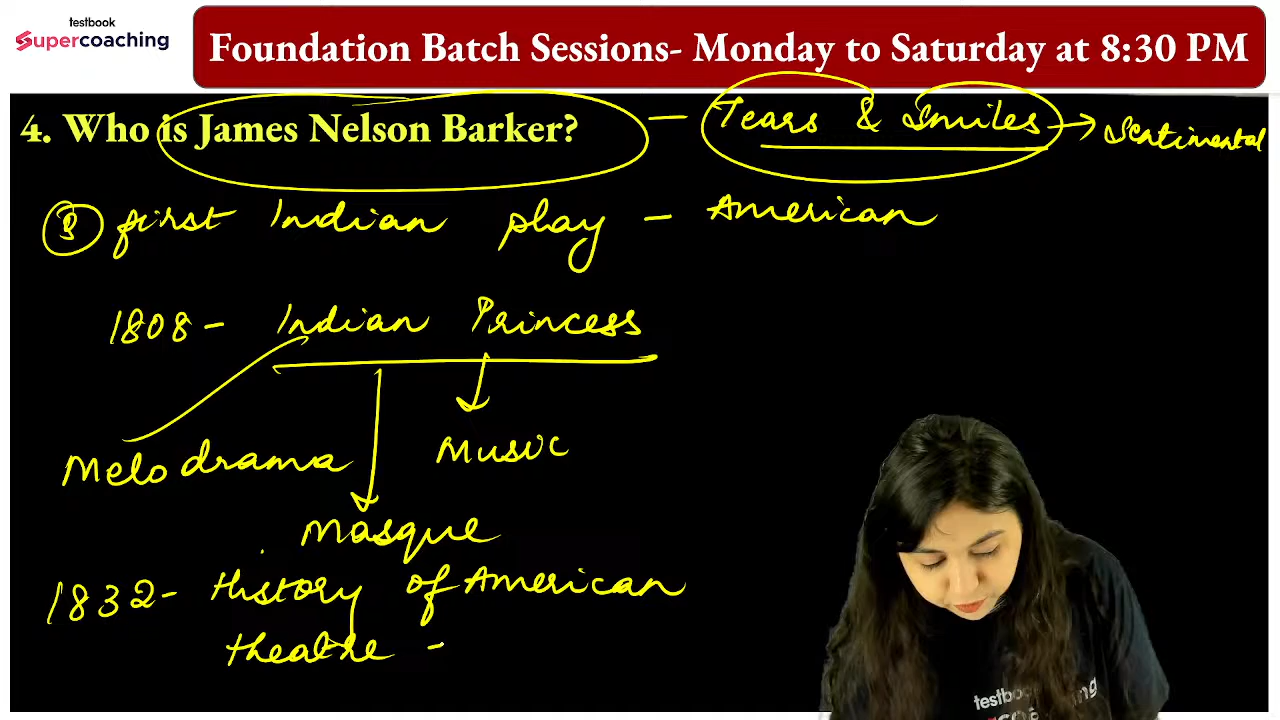 testbook
Supercoaching
Foundation Batch Sessions- Monday to Saturday at 8:30 PM
4. Who is James Nelson Barker? — Tears & Smiles → Sentimental
first Indian play – American
1808 - Indian Princess
Melodrama
Music
Masque
1832- History of American
theatre -
testbook